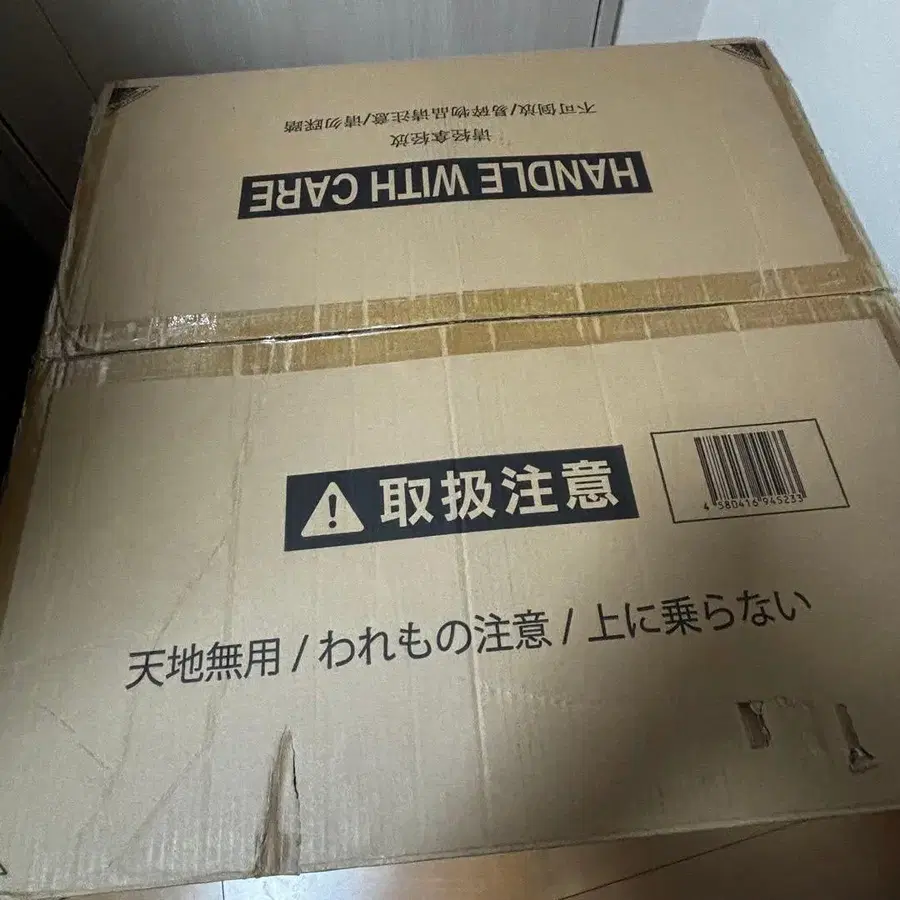 不可倒放/易碎物品请注意/请勿踩踏
请轻拿轻放
HANDLE WITH CARE
取扱注意
4 580416 945233
天地無用 / われもの注意 / 上に乗らない